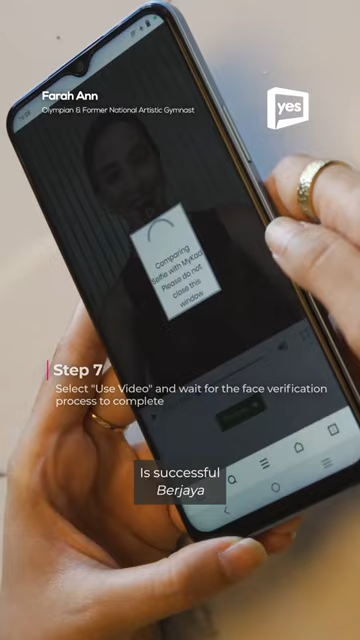 Farah Ann
Olympian & Former National Artistic Gymnast
yes
Comparing
Selfie with MyKad.
Please do not
close this
window
Step 7
Select "Use Video" and wait for the face verification
process to complete
Is successful
Berjaya